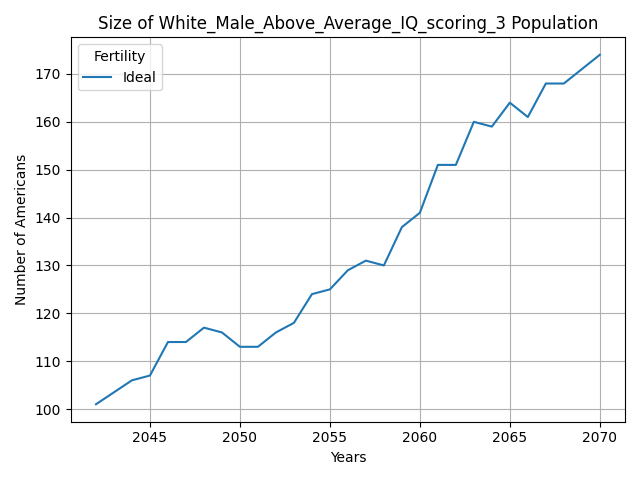 Size of White_Male_Above_Average_IQ_scoring_3 Population
Fertility
Ideal
Number of Americans
170
160
150
140
130
120
110
100
2045 2050 2055 2060 2065 2070
Years